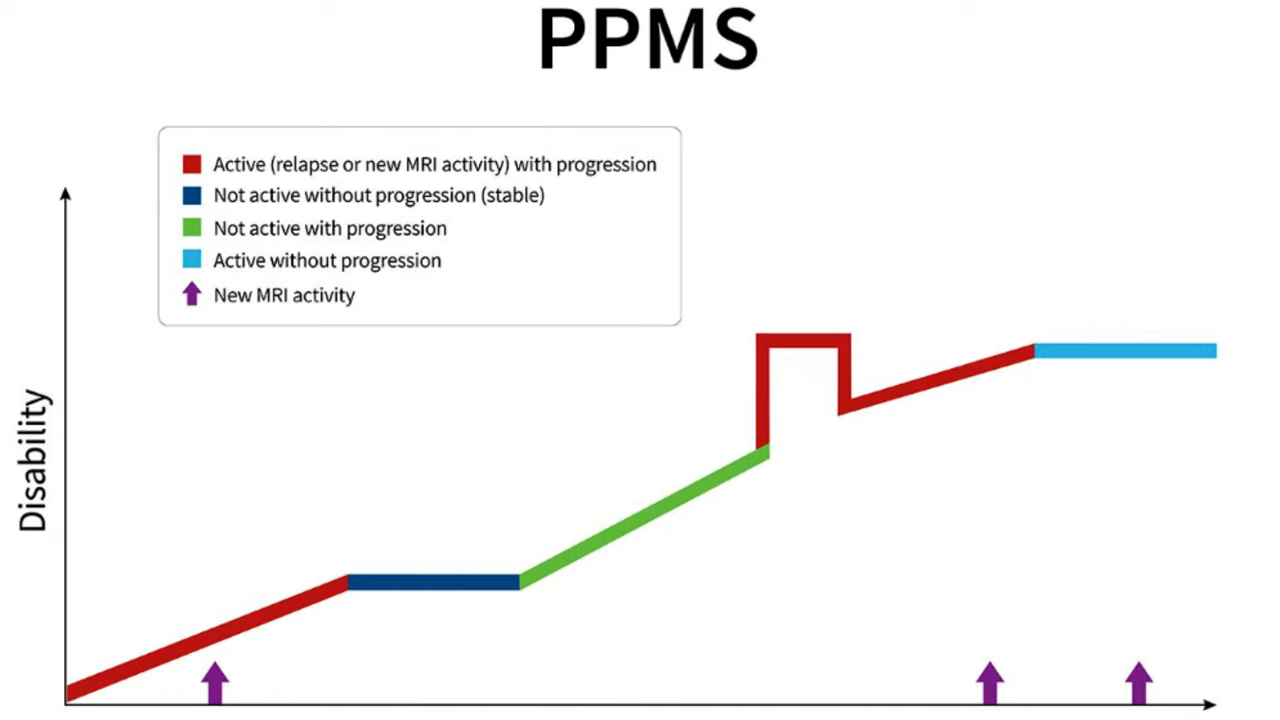 PPMS
Active (relapse or new MRI activity) with progression
Not active without progression (stable)
Not active with progression
Active without progression
New MRI activity
Disability